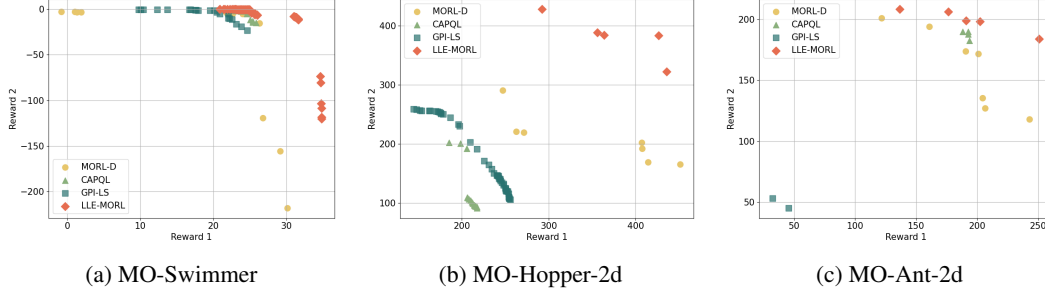 0
−50
−100
−150
−200
Reward 2
MORL-D
CAPQL
GPI-LS
LLE-MORL
0
10
20
30
Reward 1
(a) MO-Swimmer
400
300
200
100
Reward 2
MORL-D
CAPQL
GPI-LS
LLE-MORL
200
300
400
Reward 1
(b) MO-Hopper-2d
200
150
100
50
Reward 2
MORL-D
CAPQL
GPI-LS
LLE-MORL
50
100
150
200
250
Reward 1
(c) MO-Ant-2d